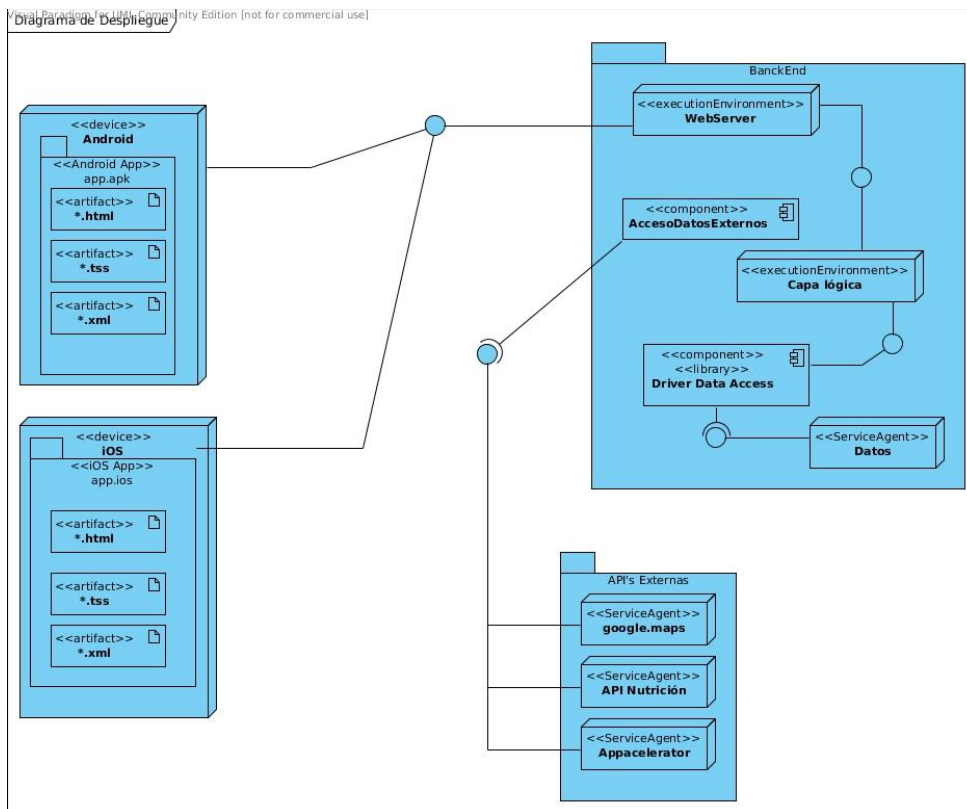 Visual Paradigm for UML Community Edition [not for commercial use]
Diagrama de Despliegue
<<device>>
Android
<<Android App>>
app.apk
<<artifact>>
*.html
<<artifact>>
*.tss
<<artifact>>
*.xml
<<device>>
iOS
<<iOS App>>
app.ios
<<artifact>>
*.html
<<artifact>>
*.tss
<<artifact>>
*.xml
BanckEnd
<<executionEnvironment>>
WebServer
<<component>>
AccesoDatosExternos
<<executionEnvironment>>
Capa lógica
<<component>>
<<library>>
Driver Data Access
<<ServiceAgent>>
Datos
API's Externas
<<ServiceAgent>>
google.maps
<<ServiceAgent>>
API Nutrición
<<ServiceAgent>>
Appacelerator